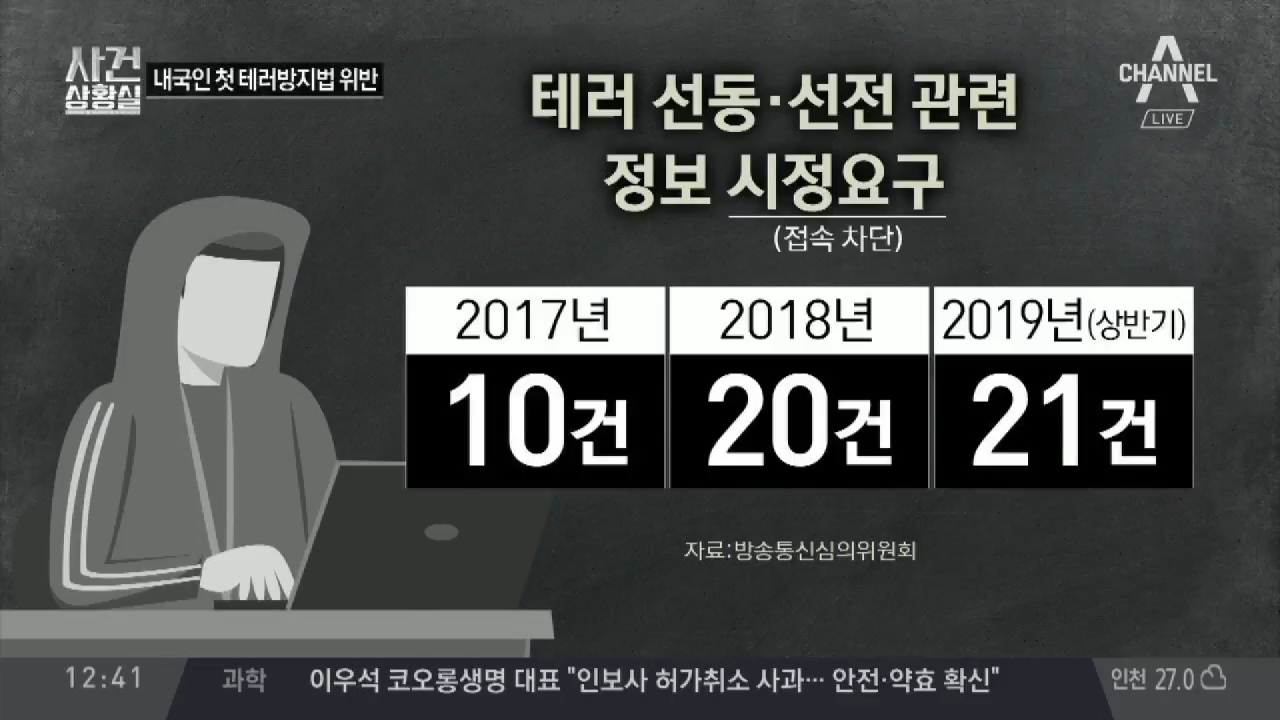 사건
상황실
내국인 첫 테러방지법 위반
CHANNEL
A
LIVE
테러 선동·선전 관련
정보 시정요구
(접속 차단)
2017년
2018년
2019년(상반기)
10건
20건
21건
자료:방송통신심의위원회
12:41
과학
이우석 코오롱생명 대표 "인보사 허가취소 사과… 안전·약효 확신"
인천 27.0